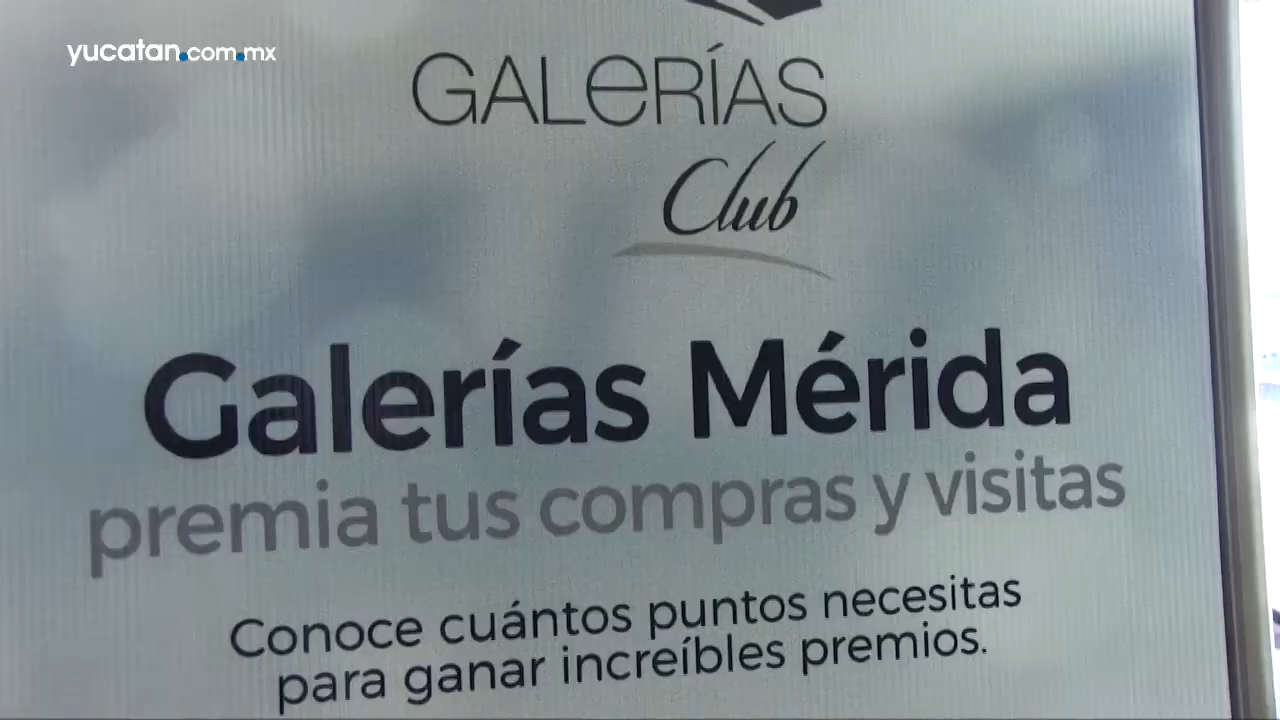 yucatan.com.mx
GALERÍAS
Club
Galerías Mérida
premia tus compras y visitas
Conoce cuántos puntos necesitas
para ganar increíbles premios.